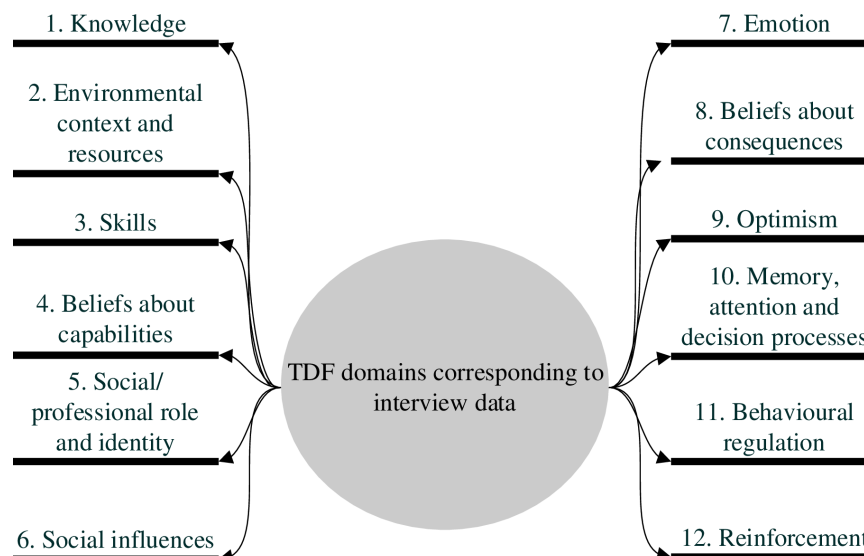 1. Knowledge
2. Environmental
context and
resources
3. Skills
4. Beliefs about
capabilities
5. Social/
professional role
and identity
6. Social influences
TDF domains corresponding to
interview data
7. Emotion
8. Beliefs about
consequences
9. Optimism
10. Memory,
attention and
decision processes
11. Behavioural
regulation
12. Reinforcement